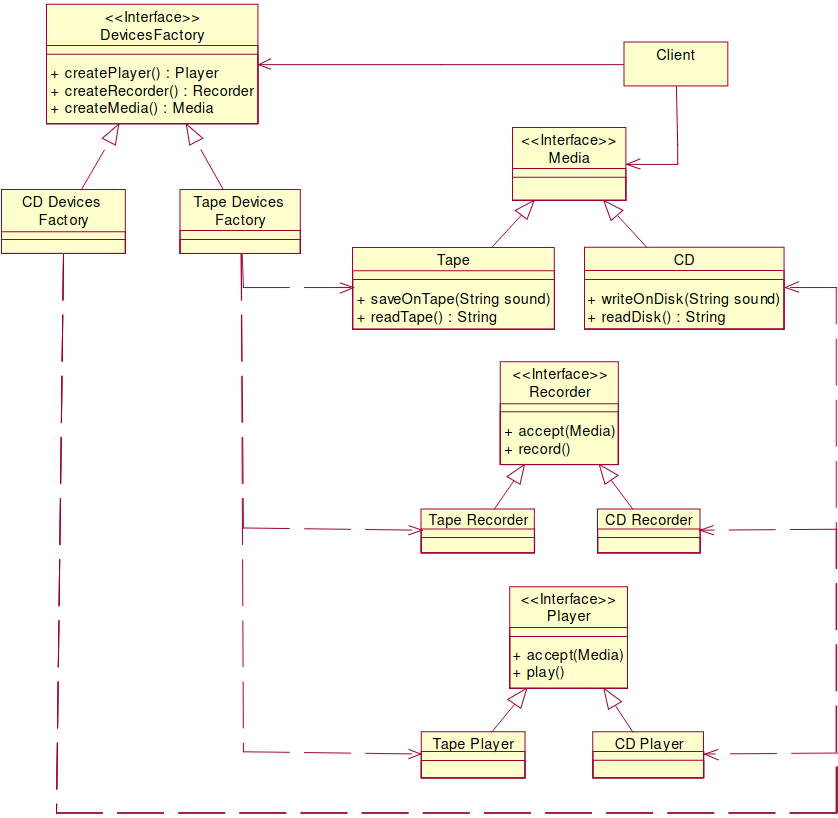 <<Interface>>
DevicesFactory
+ createPlayer() : Player
+ createRecorder() : Recorder
+ createMedia() : Media
Client
<<Interface>>
Media
CD Devices
Factory
Tape Devices
Factory
Tape
+ saveOnTape(String sound)
+ readTape() : String
CD
+ writeOnDisk(String sound)
+ readDisk() : String
<<Interface>>
Recorder
+ accept(Media)
+ record()
Tape Recorder
CD Recorder
<<Interface>>
Player
+ accept(Media)
+ play()
Tape Player
CD Player